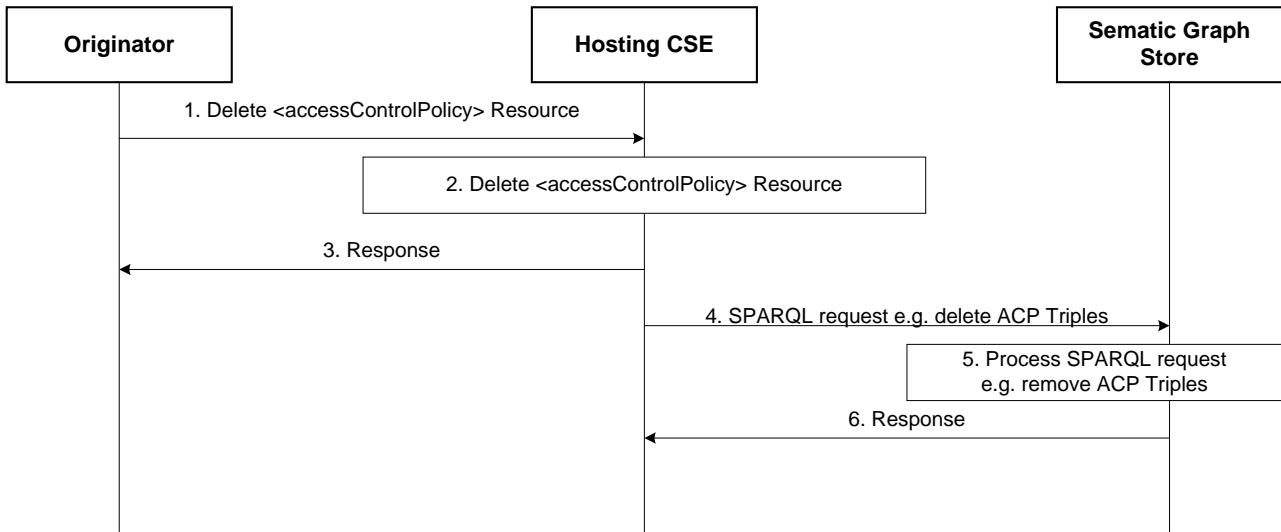 Originator
Hosting CSE
Sematic Graph
Store
1. Delete <accessControlPolicy> Resource
2. Delete <accessControlPolicy> Resource
3. Response
4. SPARQL request e.g. delete ACP Triples
5. Process SPARQL request
e.g. remove ACP Triples
6. Response